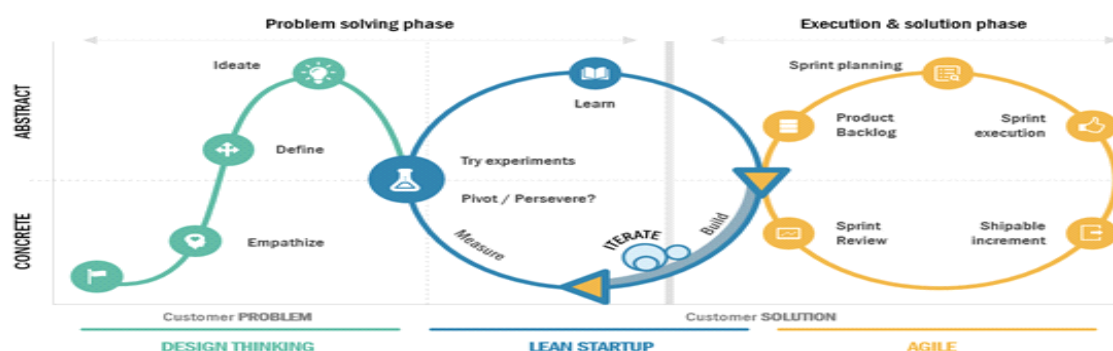 Problem solving phase
Execution & solution phase
ABSTRACT
CONCRETE
Ideate
Define
Empathize
Learn
Try experiments
Pivot / Persevere?
Measure
ITERATE
Build
Sprint planning
Product
Backlog
Sprint
execution
Sprint
Review
Shipable
increment
Customer PROBLEM
Customer SOLUTION
DESIGN THINKING
LEAN STARTUP
AGILE